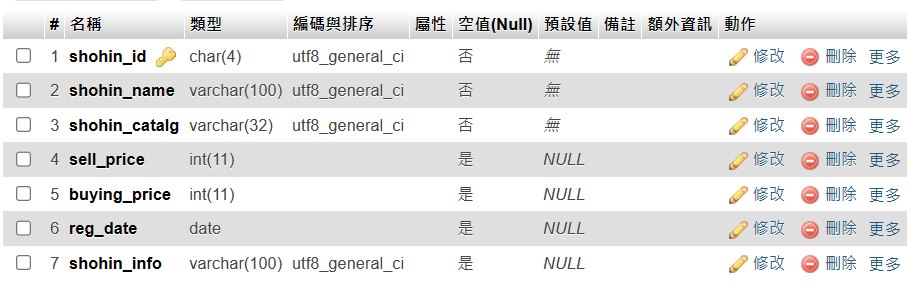 # 名稱 類型 編碼與排序 屬性 空值(Null) 預設值 備註 額外資訊 動作
1 shohin_id char(4) utf8_general_ci 否 無 修改 刪除 更多
2 shohin_name varchar(100) utf8_general_ci 否 無 修改 刪除 更多
3 shohin_catalg varchar(32) utf8_general_ci 否 無 修改 刪除 更多
4 sell_price int(11) 是 NULL 修改 刪除 更多
5 buying_price int(11) 是 NULL 修改 刪除 更多
6 reg_date date 是 NULL 修改 刪除 更多
7 shohin_info varchar(100) utf8_general_ci 是 NULL 修改 刪除 更多